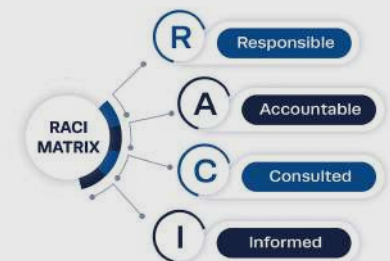 RACI
MATRIX
R
Responsible
A
Accountable
C
Consulted
I
Informed